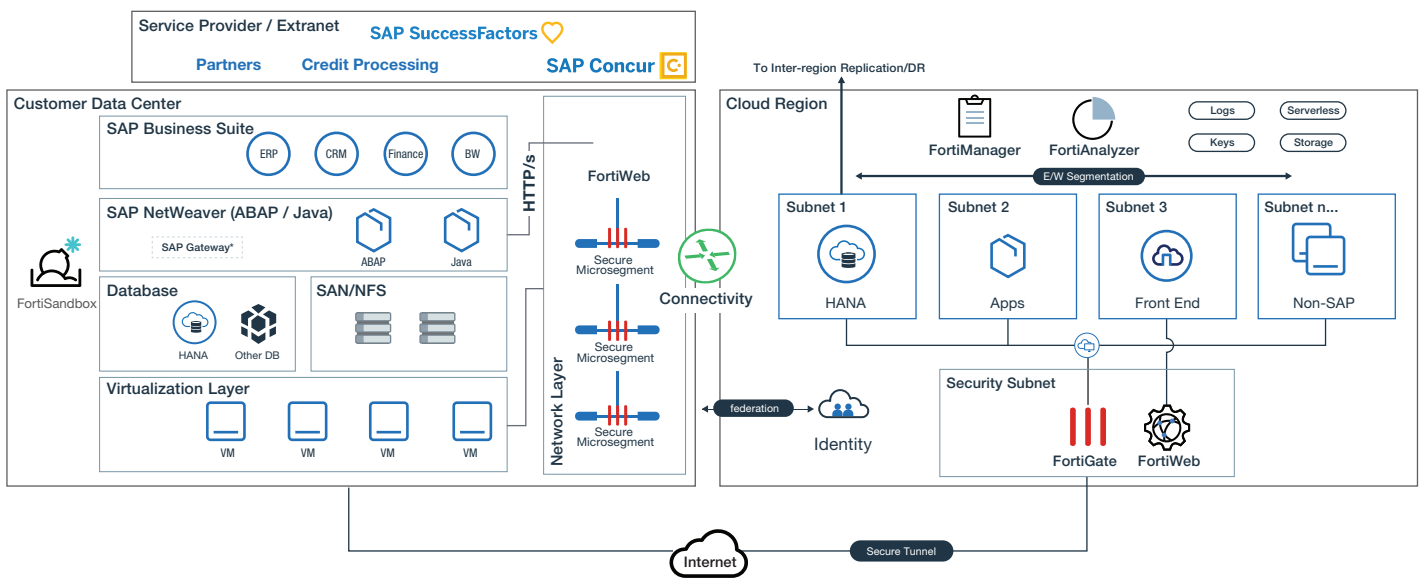 Service Provider / Extranet
SAP SuccessFactors
Partners
Credit Processing
SAP Concur
Customer Data Center
SAP Business Suite
ERP
CRM
Finance
BW
SAP NetWeaver (ABAP / Java)
SAP Gateway*
ABAP
Java
HTTP/s
FortiSandbox
Database
HANA
Other DB
SAN/NFS
Virtualization Layer
VM
VM
VM
VM
Network Layer
FortiWeb
Secure
Microsegment
Secure
Microsegment
Secure
Microsegment
Connectivity
To Inter-region Replication/DR
Cloud Region
FortiManager
FortiAnalyzer
Logs
Serverless
Keys
Storage
E/W Segmentation
Subnet 1
HANA
Subnet 2
Apps
Subnet 3
Front End
Subnet n...
Non-SAP
federation
Identity
Security Subnet
FortiGate
FortiWeb
Internet
Secure Tunnel